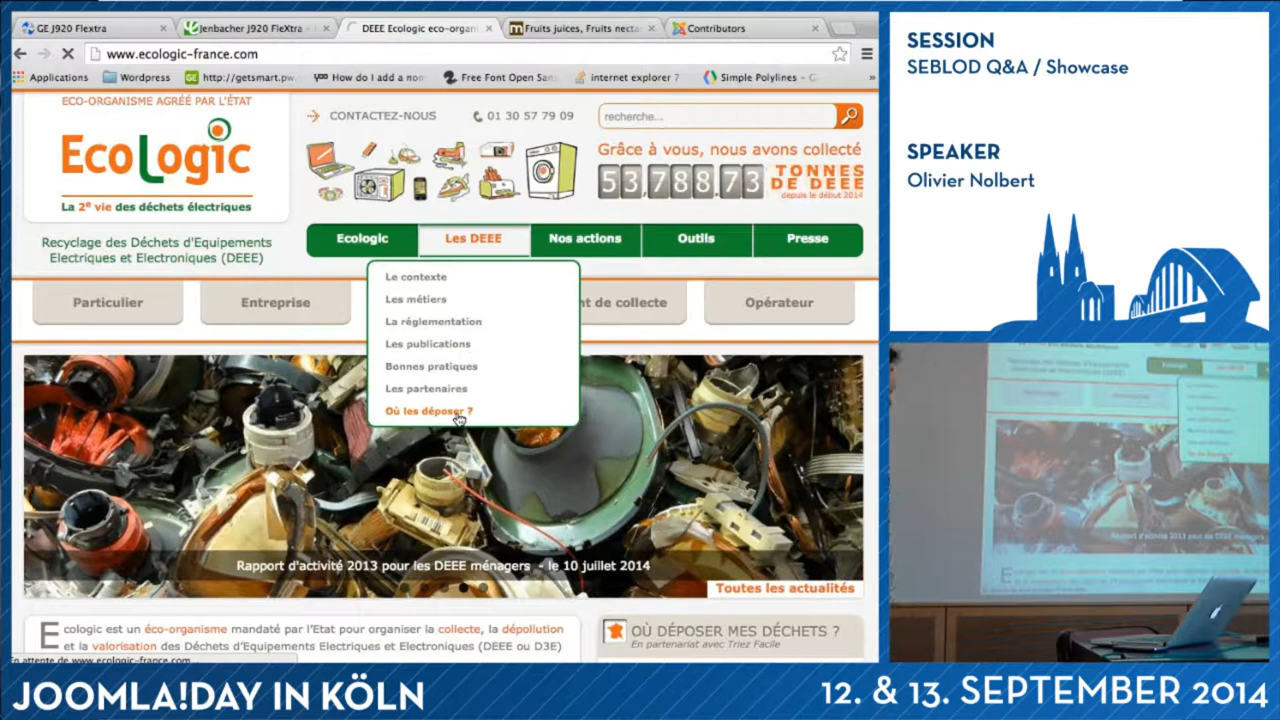 GE J920 Flextra
Jenbacher J920 FleXtra -
DEEE Ecologic eco-organi
Fruits juices, Fruits necta
Contributors
www.ecologic-france.com
Applications
Wordpress
http://getsmart.pw
How do I add a non
Free Font Open San
internet explorer 7
Simple Polylines - G
ECO-ORGANISME AGRÉÉ PAR L'ÉTAT
EcoLogic
La 2e vie des déchets électriques
Recyclage des Déchets d'Equipements
Electriques et Electroniques (DEEE)
CONTACTEZ-NOUS
01 30 57 79 09
recherche...
Grâce à vous, nous avons collecté
53,788.73
TONNES
DE DEEE
depuis le début 2014
Ecologic
Les DEEE
Nos actions
Outils
Presse
Le contexte
Les métiers
La réglementation
Les publications
Bonnes pratiques
Les partenaires
Où les déposer ?
Particulier
Entreprise
nt de collecte
Opérateur
Rapport d'activité 2013 pour les DEEE ménagers - le 10 juillet 2014
Toutes les actualités
Ecologic est un éco-organisme mandaté par l'Etat pour organiser la collecte, la dépollution
et la valorisation des Déchets d'Equipements Electriques et Electroniques (DEEE ou D3E)
OÙ DÉPOSER MES DÉCHETS ?
En partenariat avec Triez Facile
En attente de www.ecologic-france.com...
SESSION
SEBLOD Q&A / Showcase
SPEAKER
Olivier Nolbert
Rapport d'activité 2013 pour les DEEE ménagers
JOOMLA!DAY IN KÖLN
12. & 13. SEPTEMBER 2014